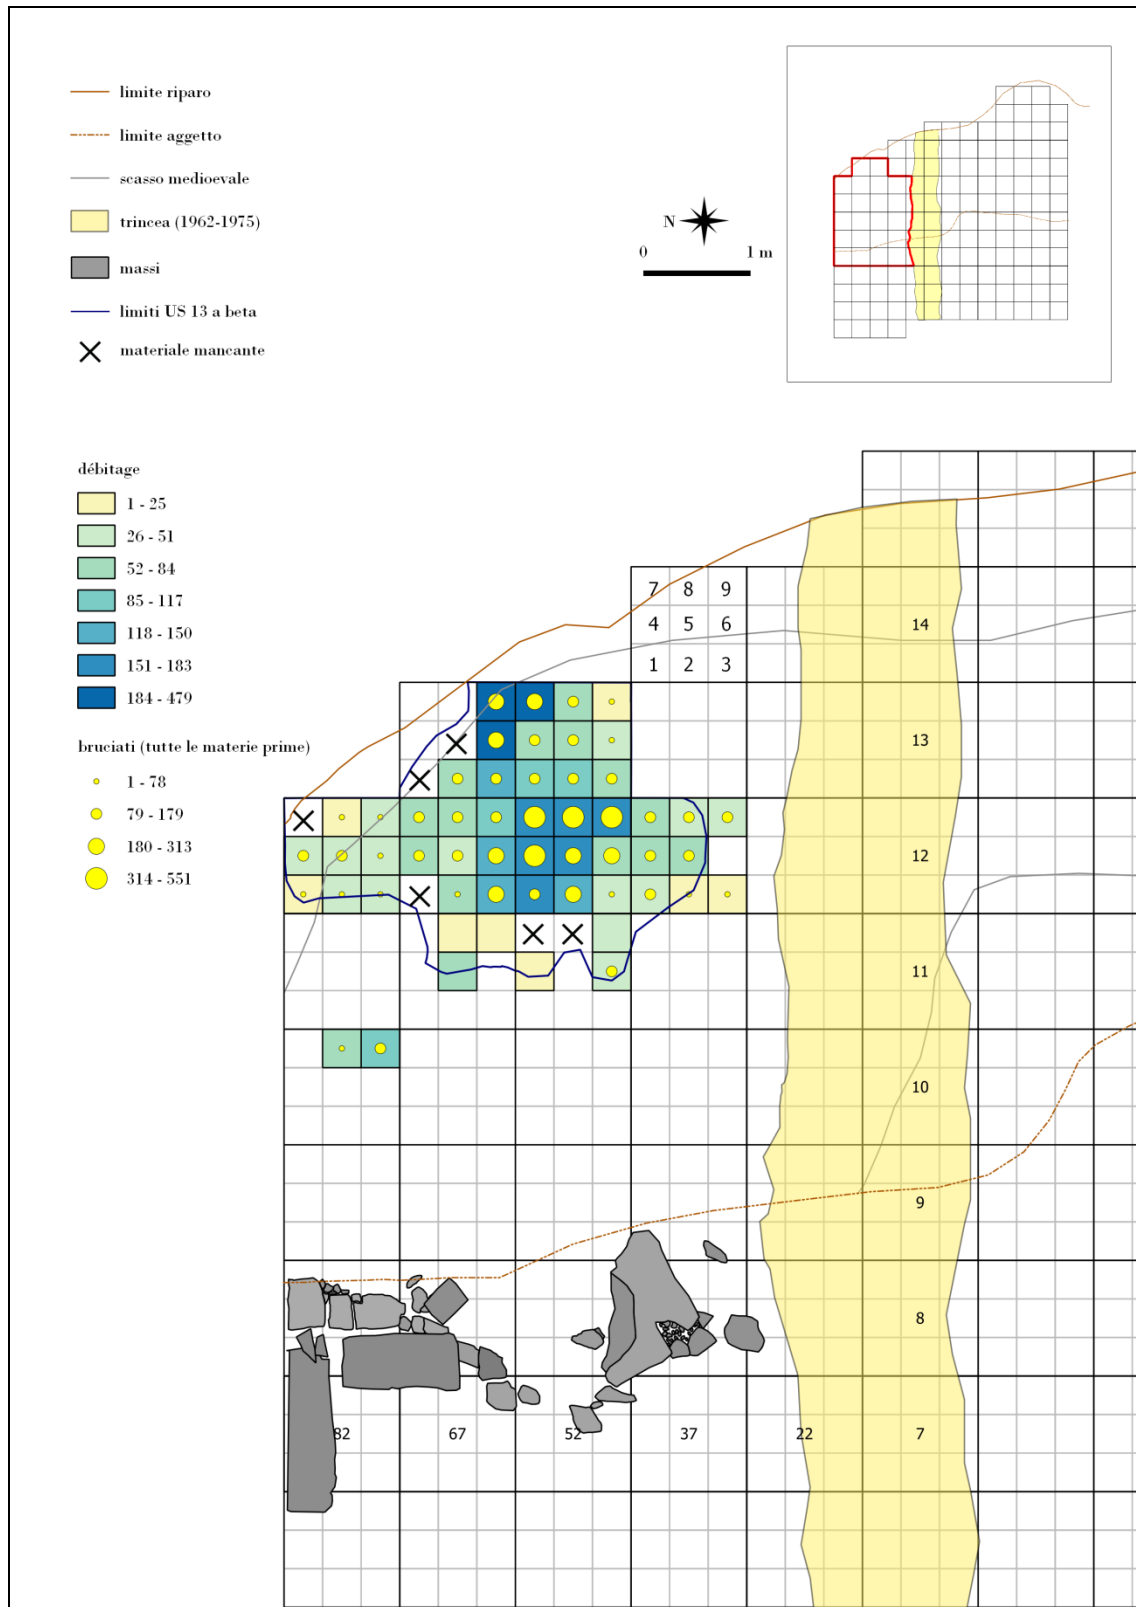 limite riparo
limite aggetto
scasso medioevale
trincea (1962-1975)
massi
limiti US 13 a beta
materiale mancante
N
0 1 m
débitage
1 - 25
26 - 51
52 - 84
85 - 117
118 - 150
151 - 183
184 - 479
bruciati (tutte le materie prime)
1 - 78
79 - 179
180 - 313
314 - 551
7 8 9
4 5 6 14
1 2 3
13
12
11
10
9
8
82 67 52 37 22 7